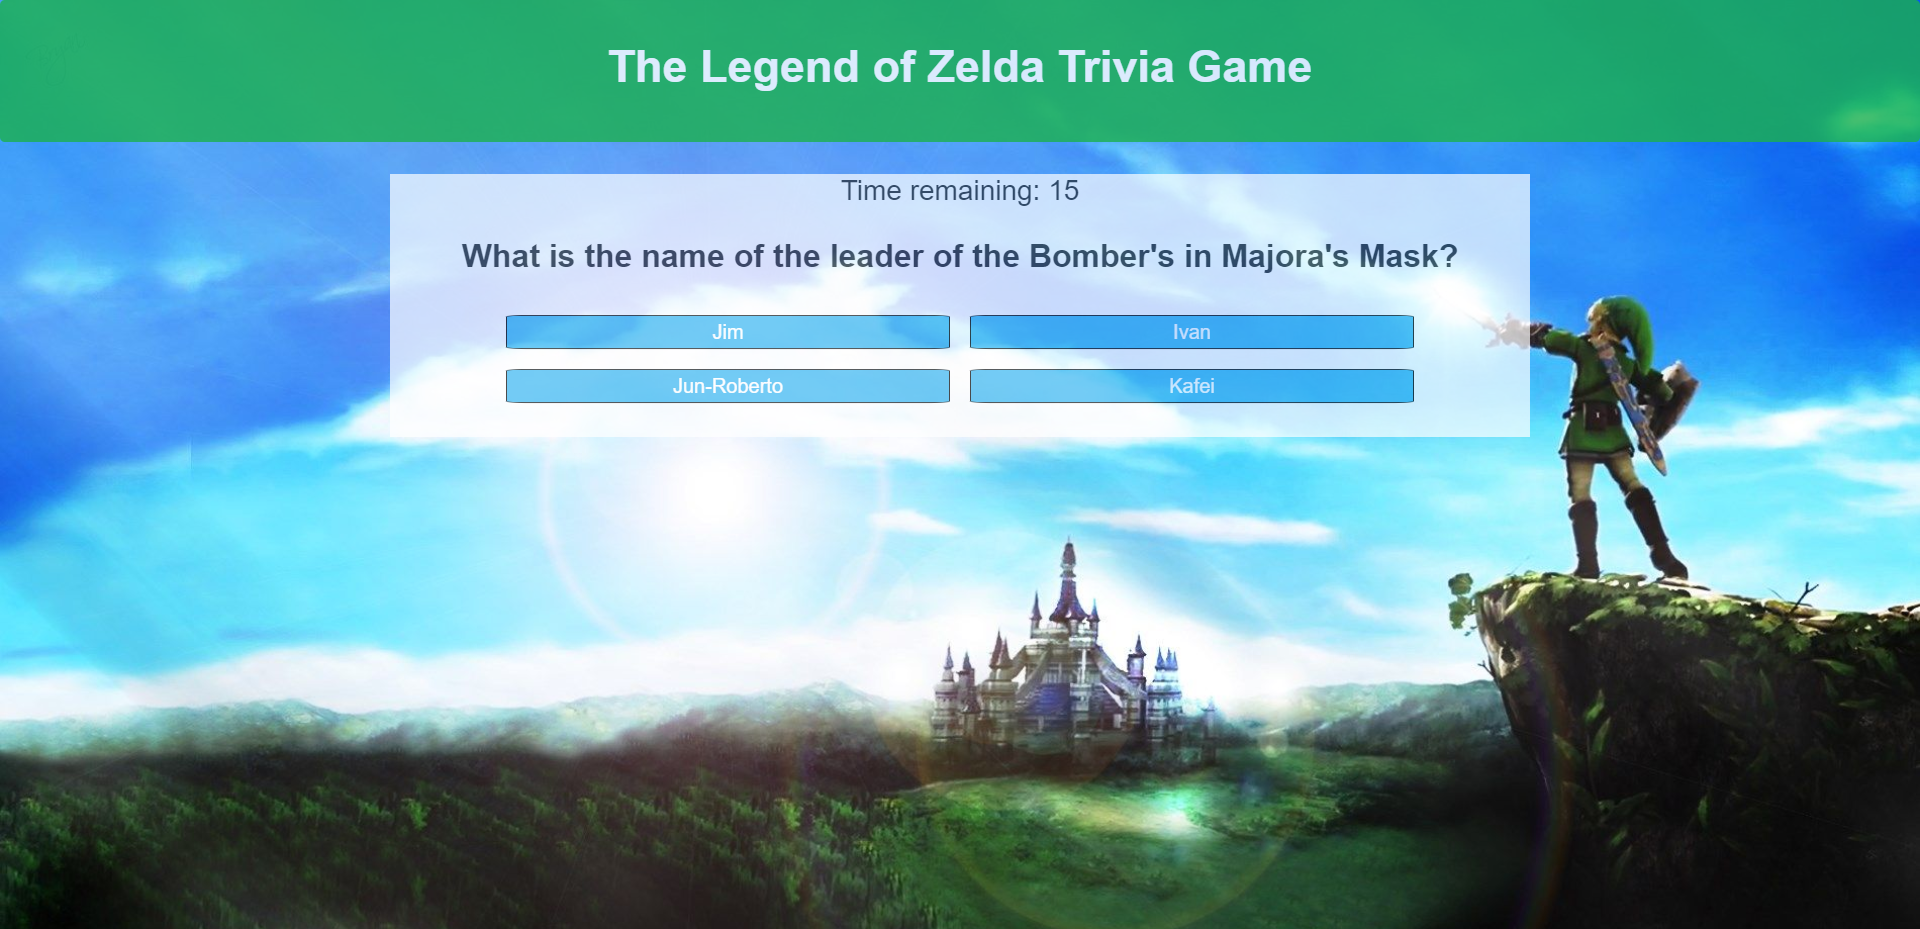 The Legend of Zelda Trivia Game
Time remaining: 15
What is the name of the leader of the Bomber's in Majora's Mask?
Jim
Ivan
Jun-Roberto
Kafei